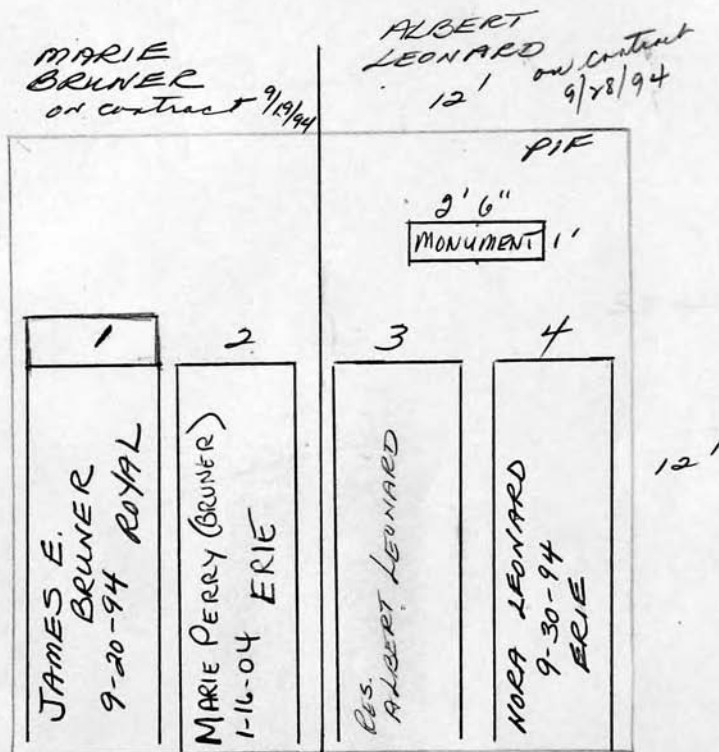 MARIE
BRUNER
on contract 9/19/94
ALBERT
LEONARD
on contract
9/28/94
12'
PIF
2' 6"
MONUMENT 1'
1
2
3
4
12'
JAMES E.
BRUNER
9-20-94 ROYAL
MARIE PERRY (BRUNER)
1-16-04 ERIE
RES.
ALBERT LEONARD
NORA LEONARD
9-30-94
ERIE